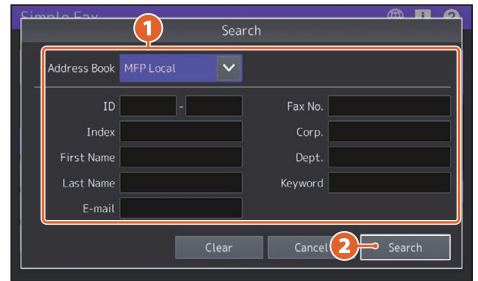 Simple Fax
1
Search
Address Book MFP Local
ID - Fax No.
Index Corp.
First Name Dept.
Last Name Keyword
E-mail
Clear Cancel 2 Search